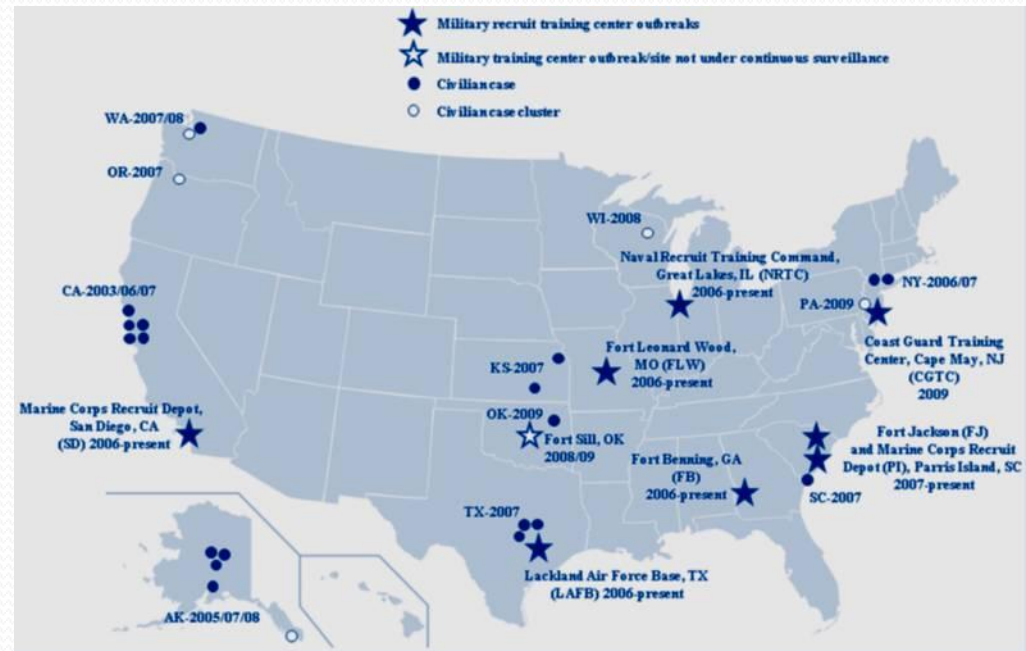 Military recruit training center outbreaks
Military training center outbreak/site not under continuous surveillance
Civilian case
Civilian case cluster
WA-2007/08
OR-2007
WI-2008
Naval Recruit Training Command,
Great Lakes, IL (NRTC)
2006-present
CA-2003/06/07
NY-2006/07
PA-2009
Coast Guard Training
Center, Cape May, NJ
(CGTC)
2009
Fort Leonard Wood,
MO (FLW)
2006-present
KS-2007
Marine Corps Recruit Depot,
San Diego, CA
(SD) 2006-present
OK-2009
Fort Sill, OK
2008/09
Fort Benning, GA
(FB)
2006-present
Fort Jackson (FJ)
and Marine Corps Recruit
Depot (PI), Parris Island, SC
2007-present
SC-2007
TX-2007
Lackland Air Force Base, TX
(LAFB) 2006-present
AK-2005/07/08